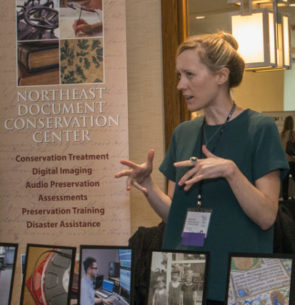 NORTHEAST
DOCUMENT
CONSERVATION
CENTER
Conservation Treatment
Digital Imaging
Audio Preservation
Assessments
Preservation Training
Disaster Assistance